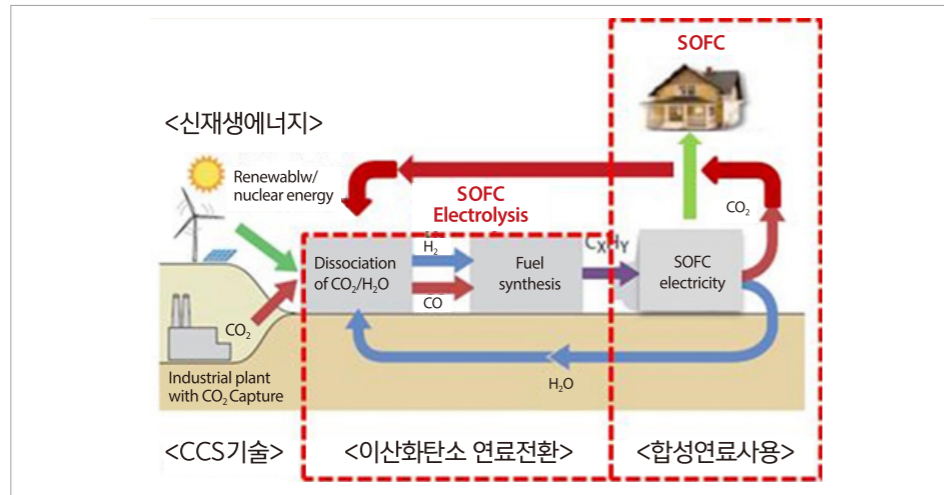 SOFC
<신재생에너지>
Renewablw/
nuclear energy
SOFC
Electrolysis
CO₂
H₂
CₓHᵧ
Dissociation
of CO₂/H₂O
Fuel
synthesis
SOFC
electricity
CO
CO₂
H₂O
Industrial plant
with CO₂ Capture
<CCS기술>
<이산화탄소 연료전환>
<합성연료사용>